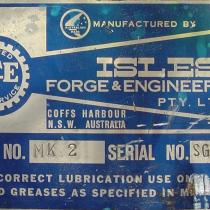 MANUFACTURED BY
ISLES
FORGE & ENGINEER
PTY. LT
COFFS HARBOUR
N.S.W. AUSTRALIA
NO. MK 2 SERIAL NO. SG
CORRECT LUBRICATION USE ON
D GREASES AS SPECIFIED IN M